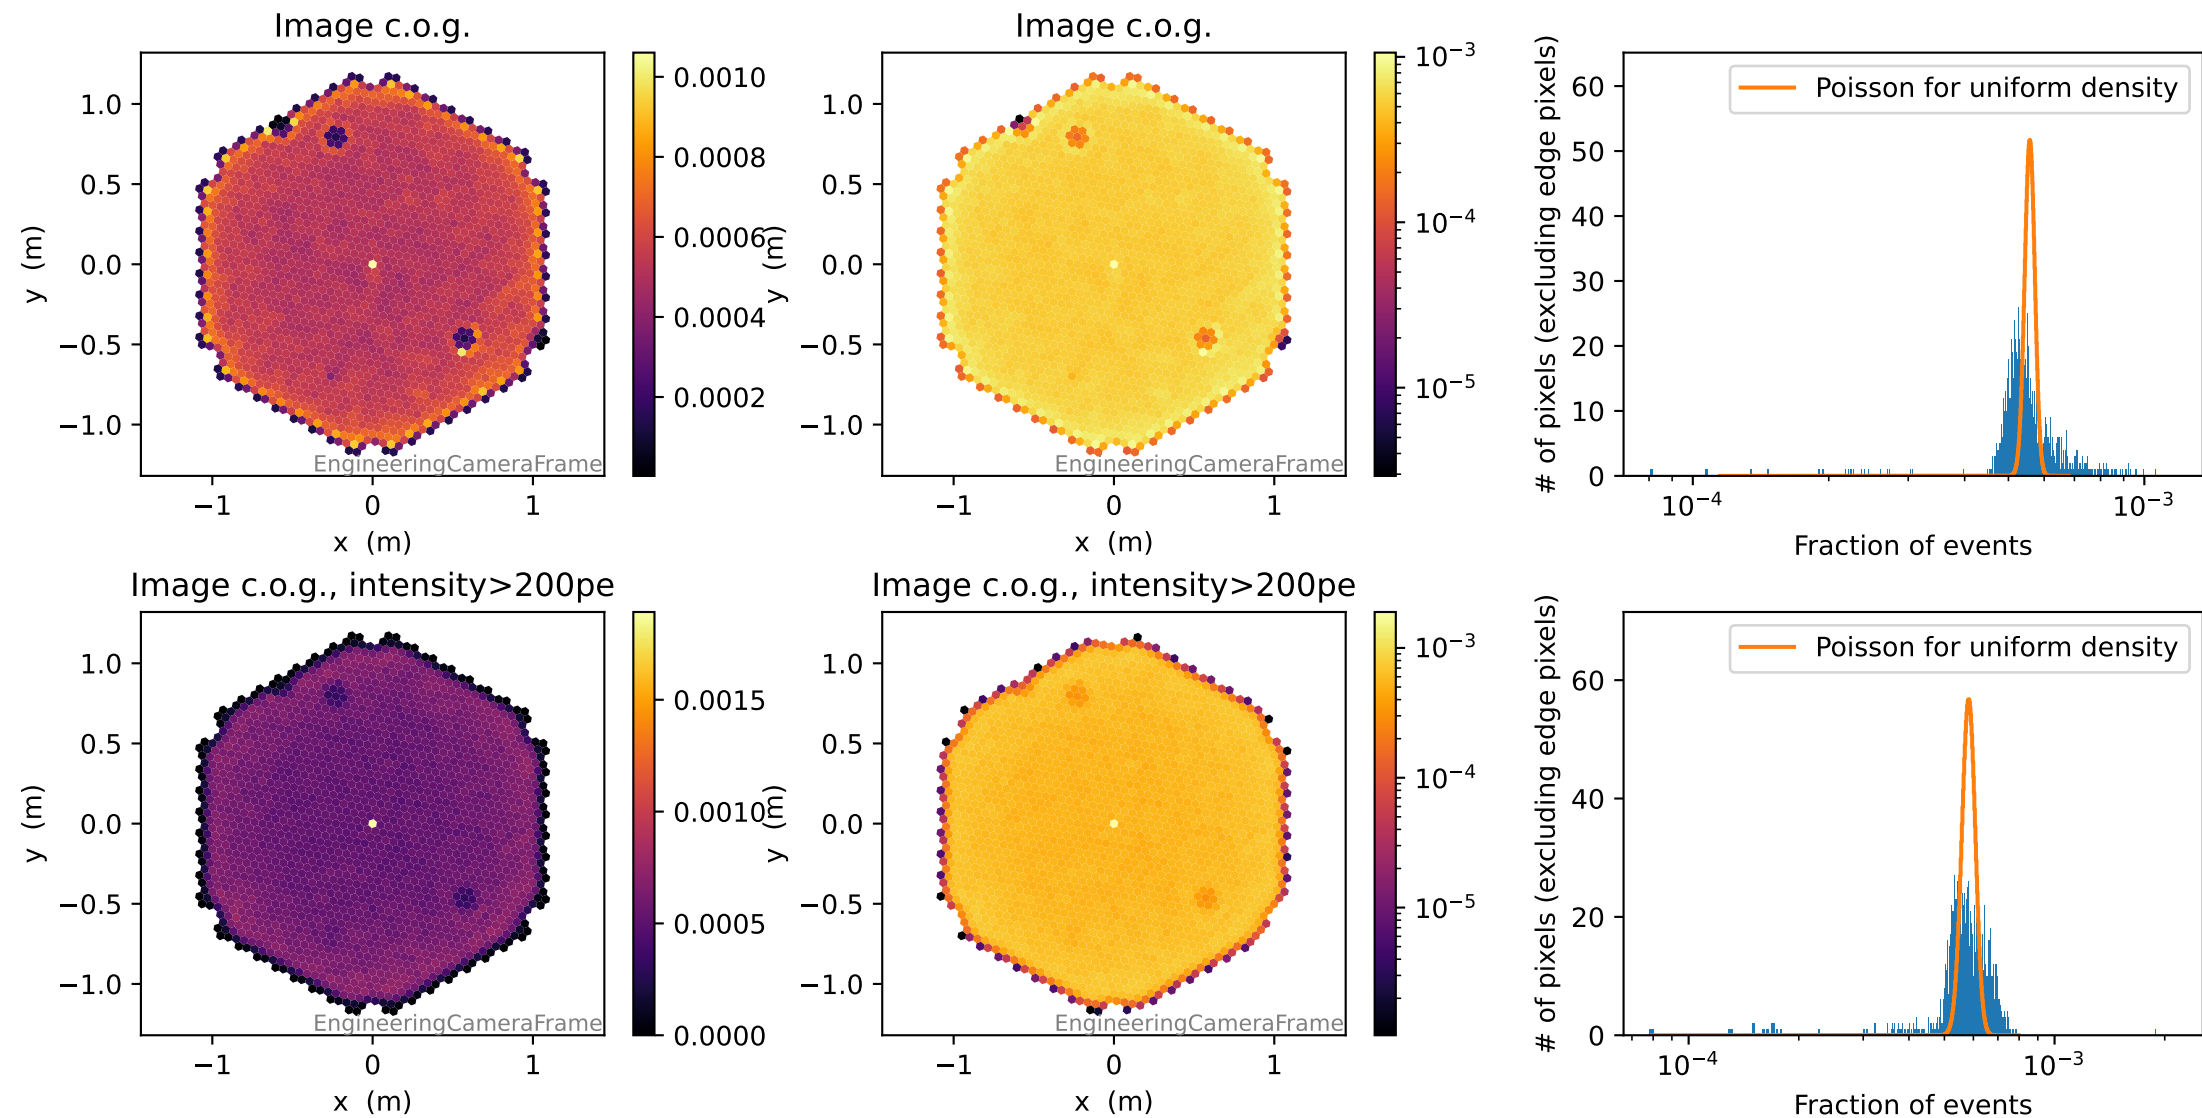 Image c.o.g.
1.0
0.5
0.0
−0.5
−1.0
y (m)
−1
0
1
x (m)
EngineeringCameraFrame
0.0010
0.0008
0.0006
0.0004
0.0002
Image c.o.g.
1.0
0.5
0.0
−0.5
−1.0
y (m)
−1
0
1
x (m)
EngineeringCameraFrame
10⁻³
10⁻⁴
10⁻⁵
# of pixels (excluding edge pixels)
60
50
40
30
20
10
0
Poisson for uniform density
10⁻⁴
10⁻³
Fraction of events
Image c.o.g., intensity>200pe
1.0
0.5
0.0
−0.5
−1.0
y (m)
−1
0
1
x (m)
EngineeringCameraFrame
0.0015
0.0010
0.0005
0.0000
Image c.o.g., intensity>200pe
1.0
0.5
0.0
−0.5
−1.0
y (m)
−1
0
1
x (m)
EngineeringCameraFrame
10⁻³
10⁻⁴
10⁻⁵
# of pixels (excluding edge pixels)
60
40
20
0
Poisson for uniform density
10⁻⁴
10⁻³
Fraction of events